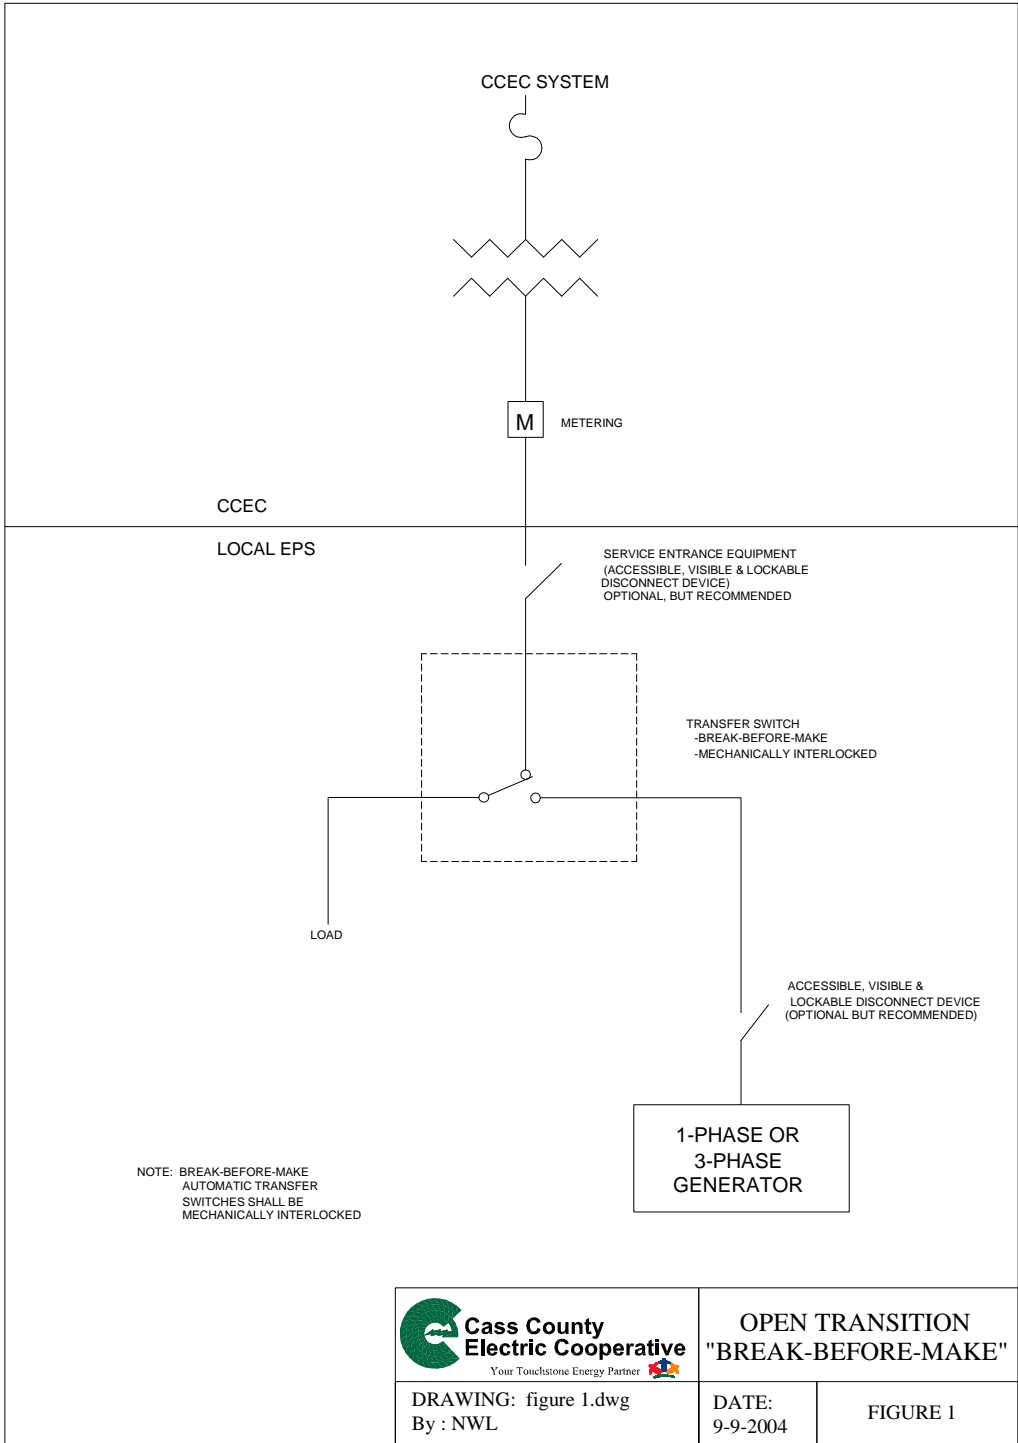 CCEC SYSTEM
M
METERING
CCEC
LOCAL EPS
SERVICE ENTRANCE EQUIPMENT
(ACCESSIBLE, VISIBLE & LOCKABLE
DISCONNECT DEVICE)
OPTIONAL, BUT RECOMMENDED
TRANSFER SWITCH
-BREAK-BEFORE-MAKE
-MECHANICALLY INTERLOCKED
LOAD
ACCESSIBLE, VISIBLE &
LOCKABLE DISCONNECT DEVICE
(OPTIONAL BUT RECOMMENDED)
1-PHASE OR
3-PHASE
GENERATOR
NOTE: BREAK-BEFORE-MAKE
AUTOMATIC TRANSFER
SWITCHES SHALL BE
MECHANICALLY INTERLOCKED
Cass County
Electric Cooperative
Your Touchstone Energy Partner
OPEN TRANSITION
"BREAK-BEFORE-MAKE"
DRAWING: figure 1.dwg
By : NWL
DATE:
9-9-2004
FIGURE 1